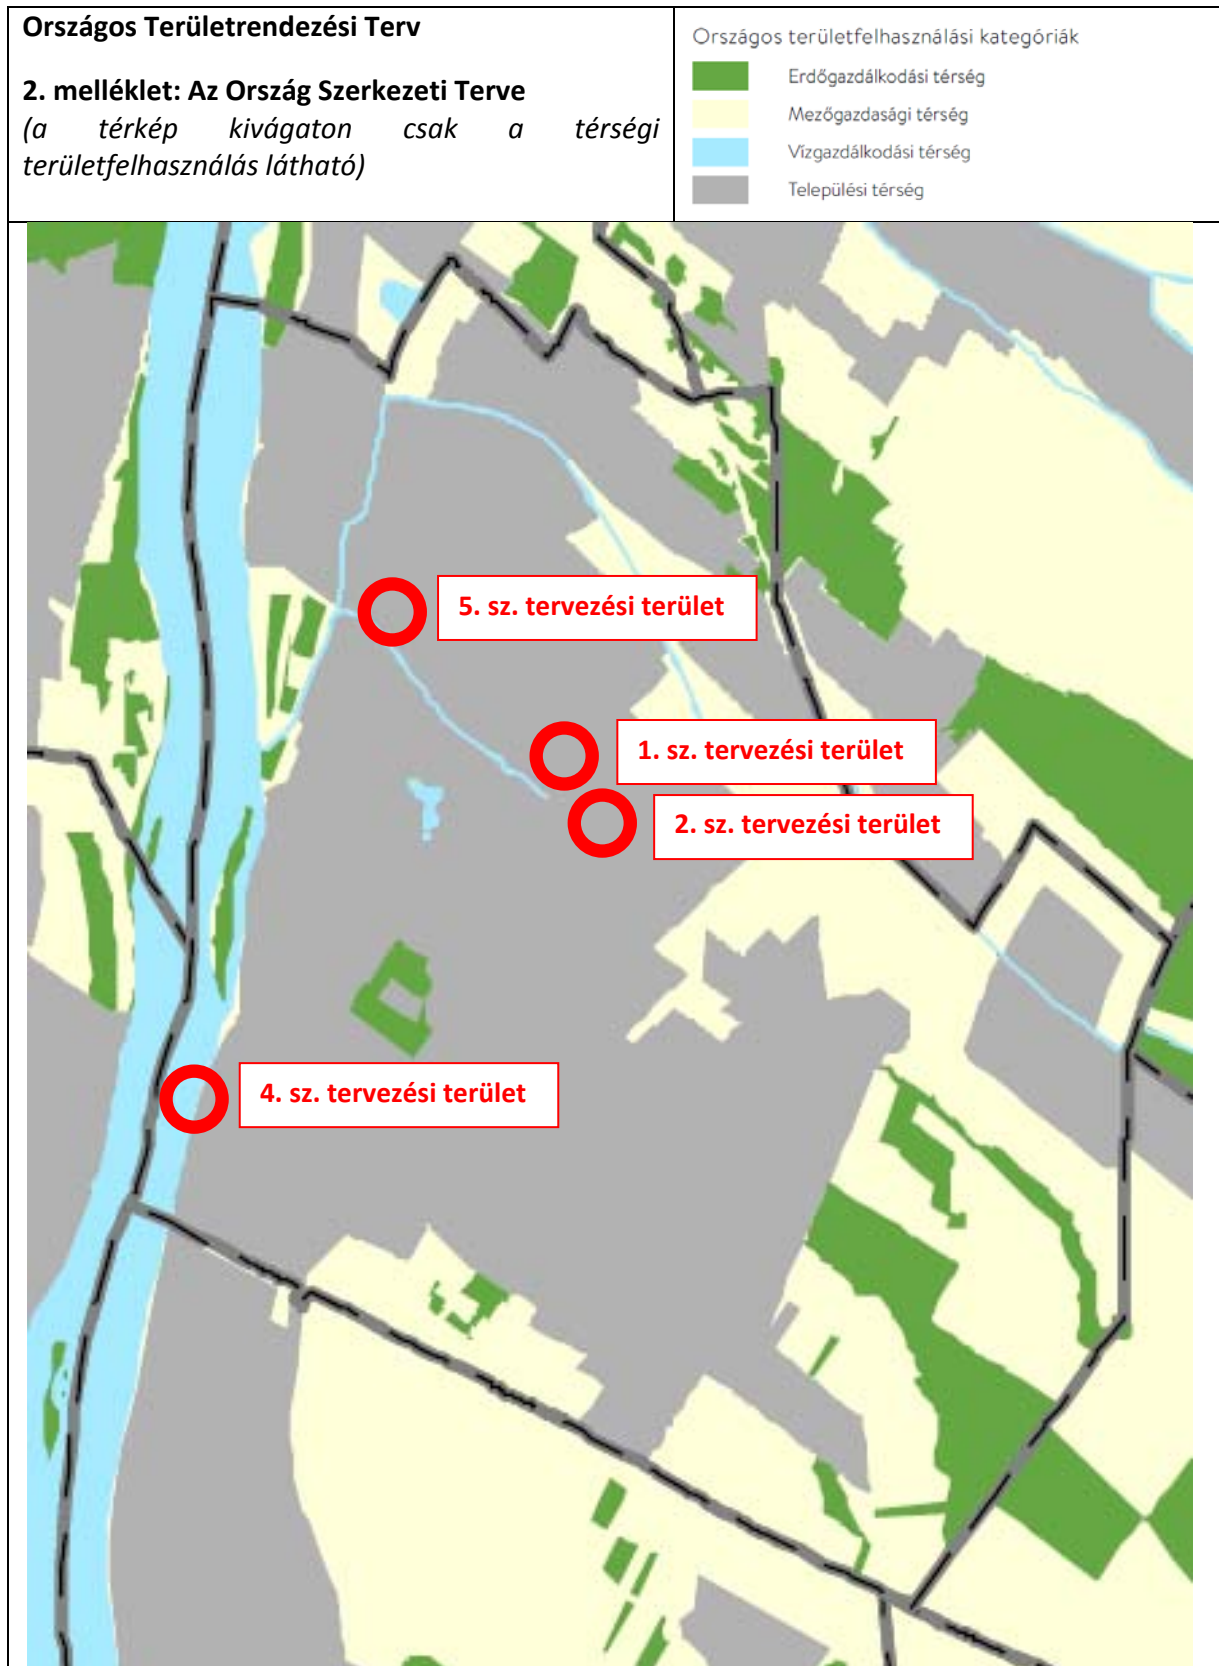 Országos Területrendezési Terv
2. melléklet: Az Ország Szerkezeti Terve
(a térkép kivágaton csak a térségi
területfelhasználás látható)
Országos területfelhasználási kategóriák
Erdőgazdálkodási térség
Mezőgazdasági térség
Vízgazdálkodási térség
Települési térség
5. sz. tervezési terület
1. sz. tervezési terület
2. sz. tervezési terület
4. sz. tervezési terület